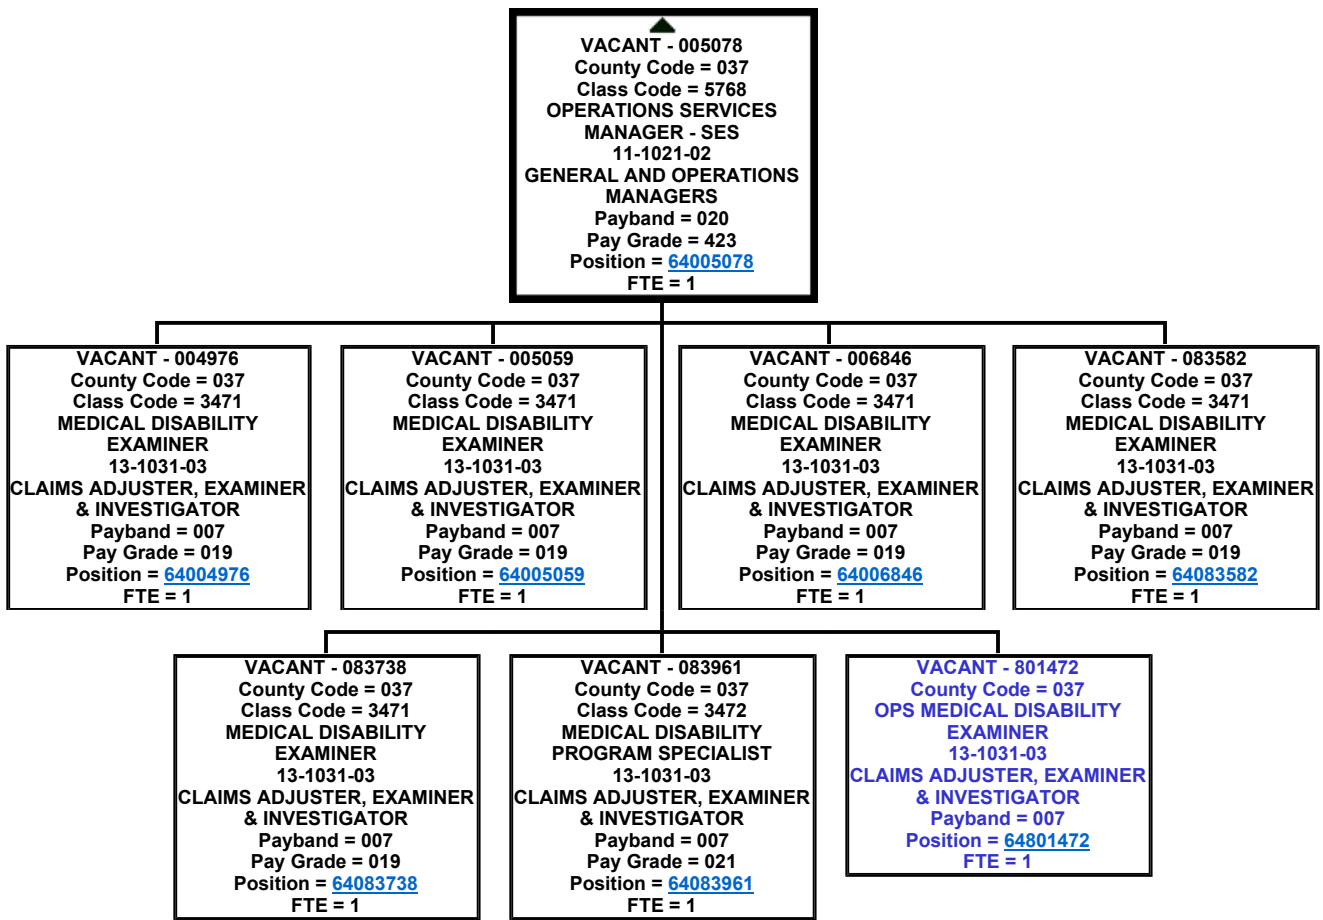 VACANT - 005078
County Code = 037
Class Code = 5768
OPERATIONS SERVICES
MANAGER - SES
11-1021-02
GENERAL AND OPERATIONS
MANAGERS
Payband = 020
Pay Grade = 423
Position = 64005078
FTE = 1
VACANT - 004976
County Code = 037
Class Code = 3471
MEDICAL DISABILITY
EXAMINER
13-1031-03
CLAIMS ADJUSTER, EXAMINER
& INVESTIGATOR
Payband = 007
Pay Grade = 019
Position = 64004976
FTE = 1
VACANT - 005059
County Code = 037
Class Code = 3471
MEDICAL DISABILITY
EXAMINER
13-1031-03
CLAIMS ADJUSTER, EXAMINER
& INVESTIGATOR
Payband = 007
Pay Grade = 019
Position = 64005059
FTE = 1
VACANT - 006846
County Code = 037
Class Code = 3471
MEDICAL DISABILITY
EXAMINER
13-1031-03
CLAIMS ADJUSTER, EXAMINER
& INVESTIGATOR
Payband = 007
Pay Grade = 019
Position = 64006846
FTE = 1
VACANT - 083582
County Code = 037
Class Code = 3471
MEDICAL DISABILITY
EXAMINER
13-1031-03
CLAIMS ADJUSTER, EXAMINER
& INVESTIGATOR
Payband = 007
Pay Grade = 019
Position = 64083582
FTE = 1
VACANT - 083738
County Code = 037
Class Code = 3471
MEDICAL DISABILITY
EXAMINER
13-1031-03
CLAIMS ADJUSTER, EXAMINER
& INVESTIGATOR
Payband = 007
Pay Grade = 019
Position = 64083738
FTE = 1
VACANT - 083961
County Code = 037
Class Code = 3472
MEDICAL DISABILITY
PROGRAM SPECIALIST
13-1031-03
CLAIMS ADJUSTER, EXAMINER
& INVESTIGATOR
Payband = 007
Pay Grade = 021
Position = 64083961
FTE = 1
VACANT - 801472
County Code = 037
OPS MEDICAL DISABILITY
EXAMINER
13-1031-03
CLAIMS ADJUSTER, EXAMINER
& INVESTIGATOR
Payband = 007
Position = 64801472
FTE = 1